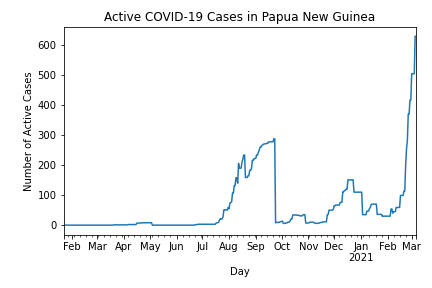 Active COVID-19 Cases in Papua New Guinea
600
500
400
300
200
100
0
Number of Active Cases
Feb Mar Apr May Jun Jul Aug Sep Oct Nov Dec Jan Feb Mar
2021
Day